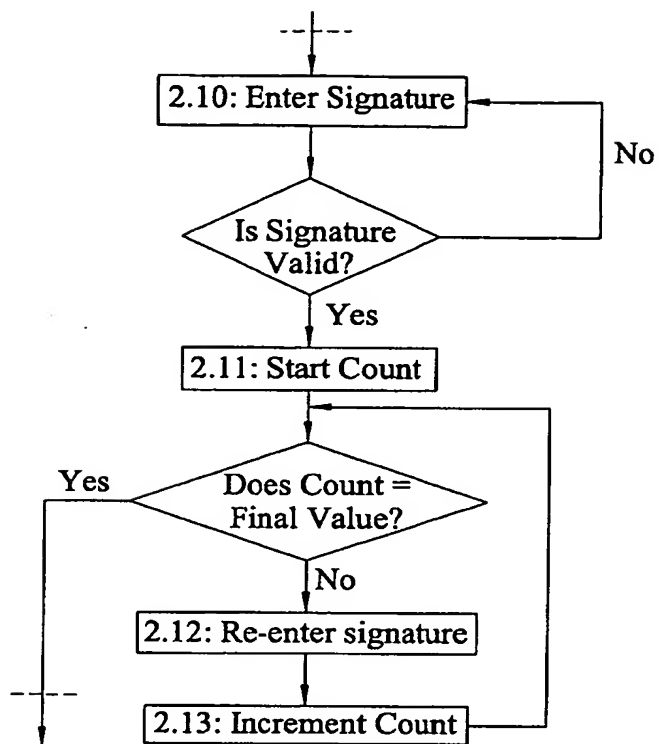 2.10: Enter Signature
No
Is Signature
Valid?
Yes
2.11: Start Count
Yes
Does Count =
Final Value?
No
2.12: Re-enter signature
2.13: Increment Count